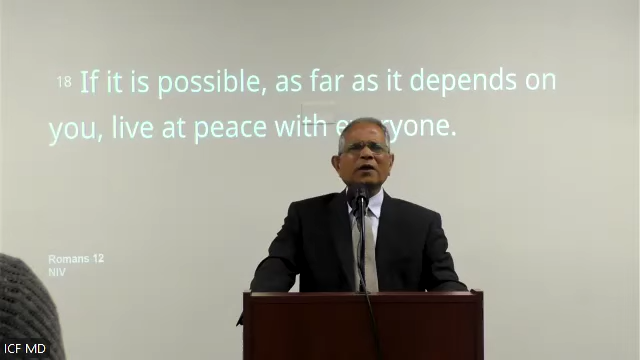 18 If it is possible, as far as it depends on
you, live at peace with everyone.
Romans 12
NIV
ICF MD